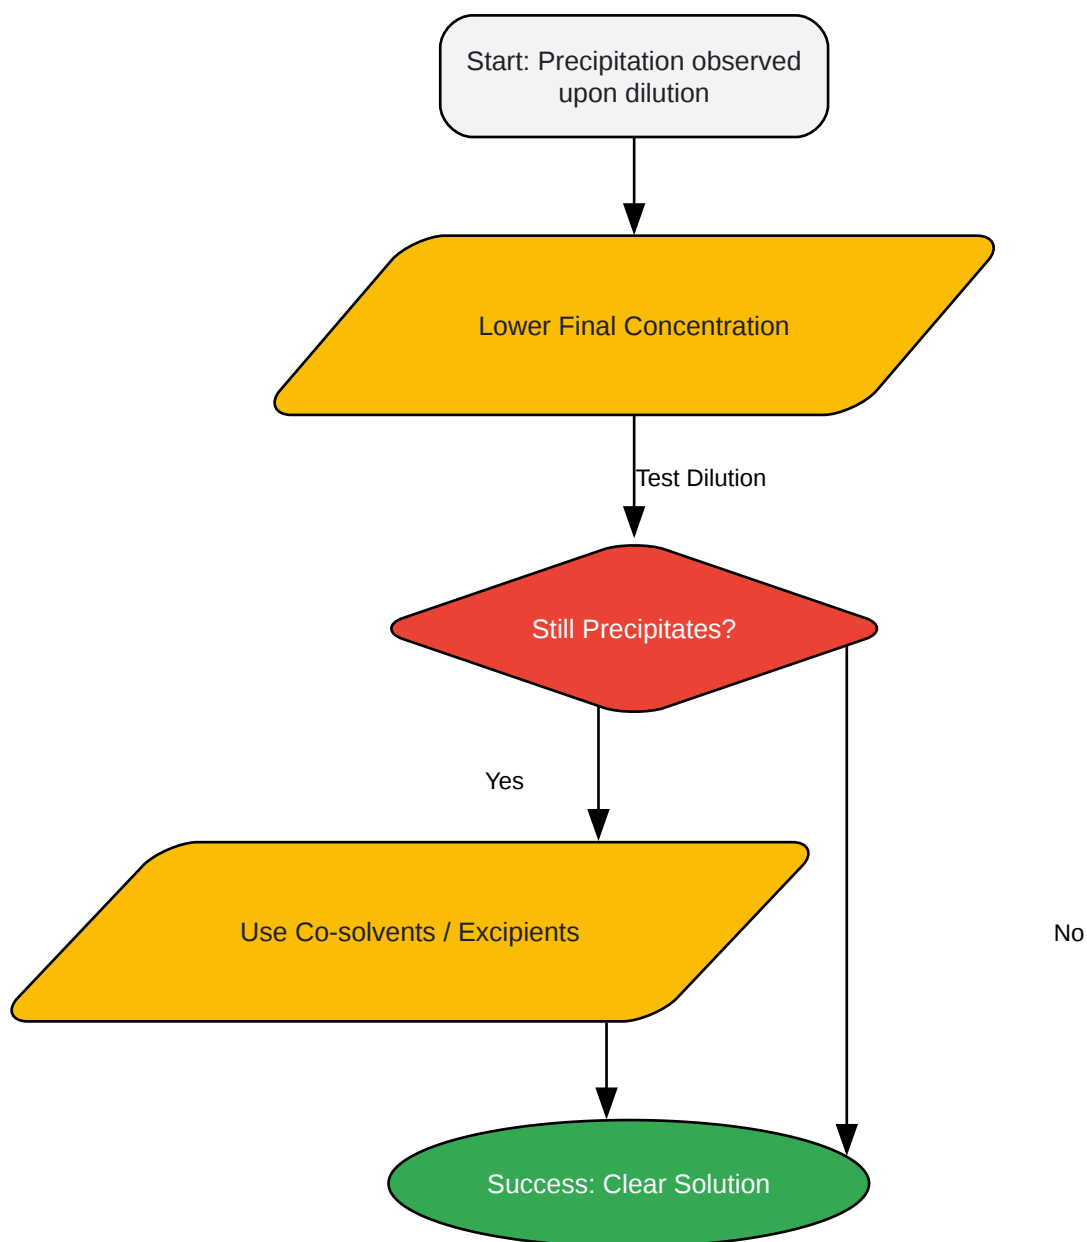 Start: Precipitation observed
upon dilution
Lower Final Concentration
Test Dilution
Still Precipitates?
Yes
Use Co-solvents / Excipients
No
Success: Clear Solution